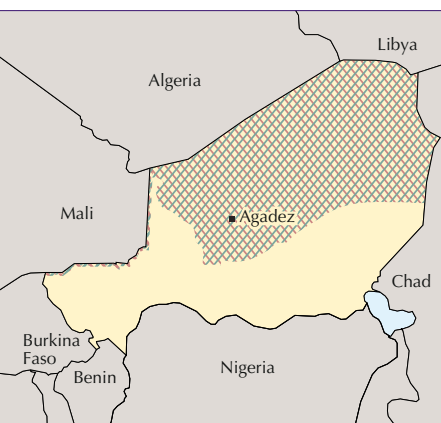 Libya
Algeria
Mali
Agadez
Chad
Burkina
Faso
Benin
Nigeria